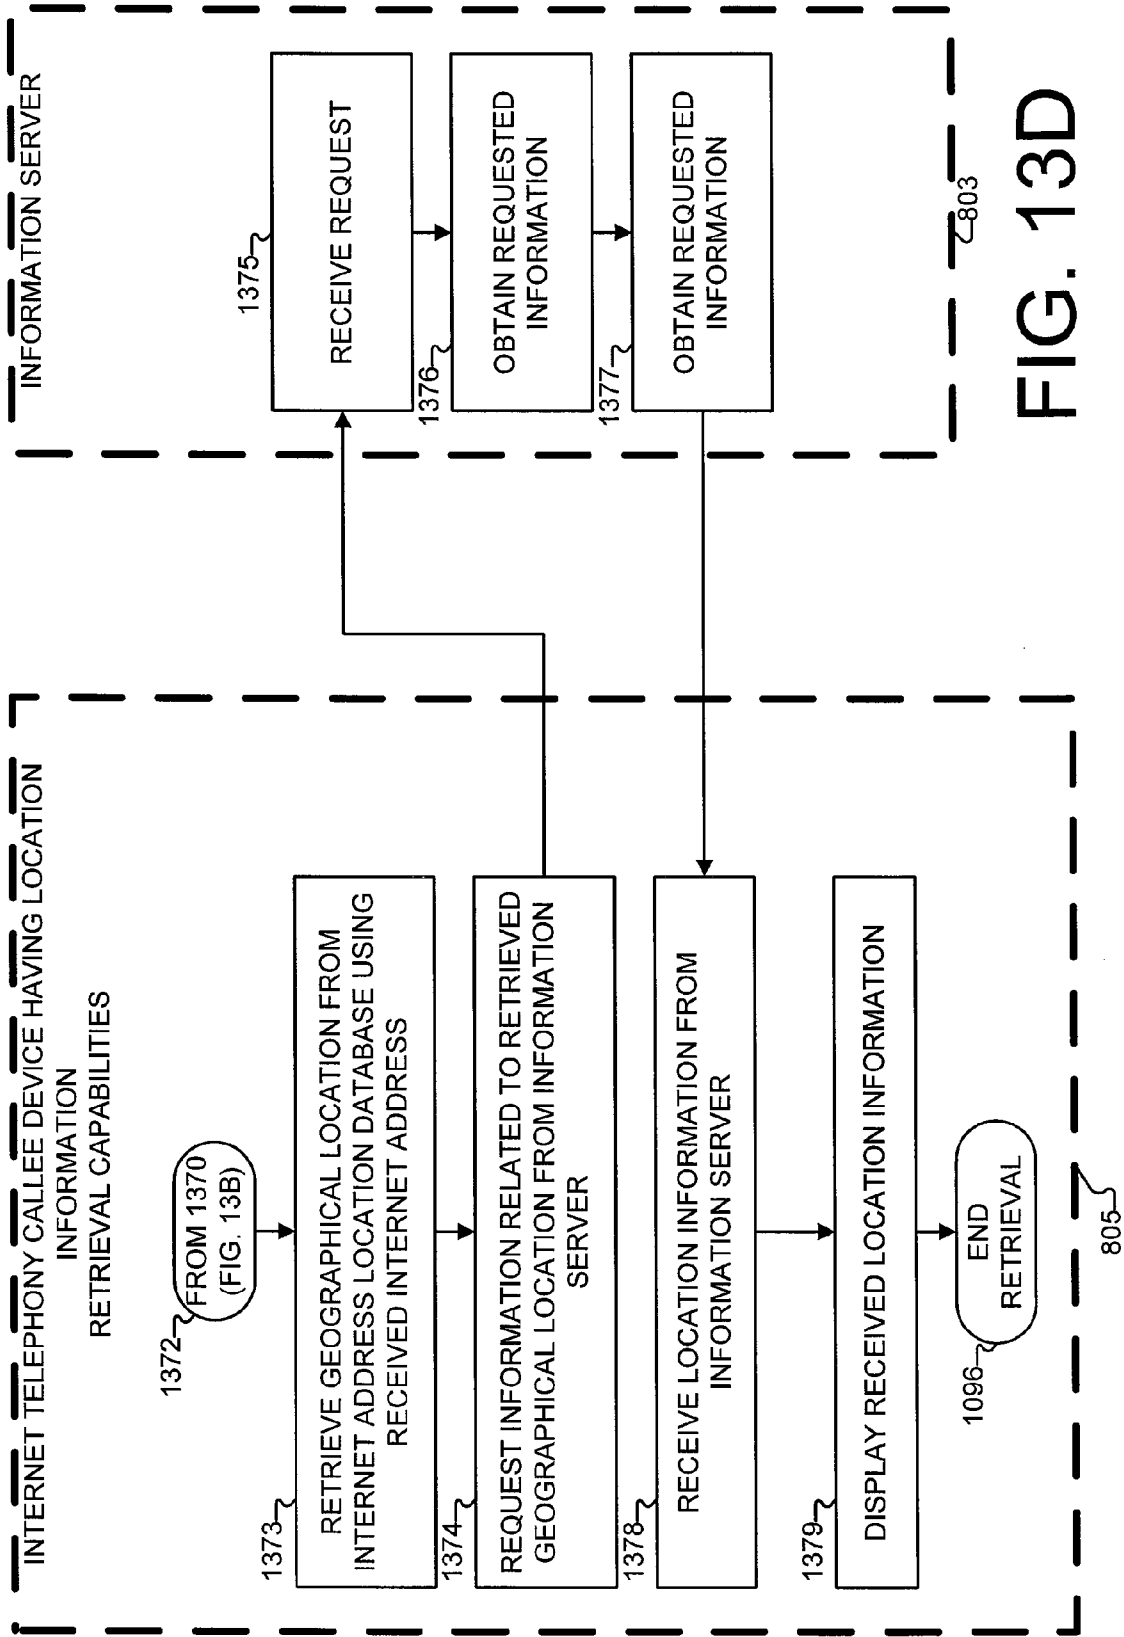 INTERNET TELEPHONY CALLEE DEVICE HAVING LOCATION
INFORMATION
RETRIEVAL CAPABILITIES
1372
FROM 1370
(FIG. 13B)
1373
RETRIEVE GEOGRAPHICAL LOCATION FROM
INTERNET ADDRESS LOCATION DATABASE USING
RECEIVED INTERNET ADDRESS
1374
REQUEST INFORMATION RELATED TO RETRIEVED
GEOGRAPHICAL LOCATION FROM INFORMATION
SERVER
1378
RECEIVE LOCATION INFORMATION FROM
INFORMATION SERVER
1379
DISPLAY RECEIVED LOCATION INFORMATION
1096
END
RETRIEVAL
805
INFORMATION SERVER
1375
RECEIVE REQUEST
1376
OBTAIN REQUESTED
INFORMATION
1377
OBTAIN REQUESTED
INFORMATION
803
FIG. 13D